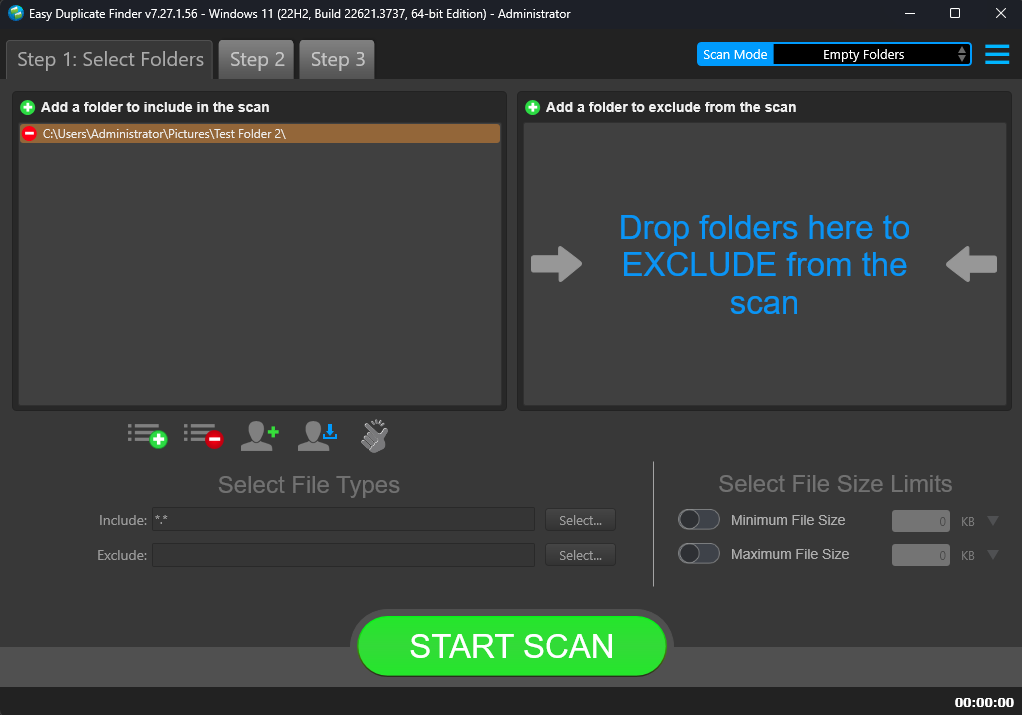 Easy Duplicate Finder v7.27.1.56 - Windows 11 (22H2, Build 22621.3737, 64-bit Edition) - Administrator
Step 1: Select Folders
Step 2
Step 3
Scan Mode
Empty Folders
Add a folder to include in the scan
C:\Users\Administrator\Pictures\Test Folder 2\
Add a folder to exclude from the scan
Drop folders here to
EXCLUDE from the
scan
Select File Types
Include:
*.*
Select...
Exclude:
Select...
Select File Size Limits
Minimum File Size
0
KB
Maximum File Size
0
KB
START SCAN
00:00:00